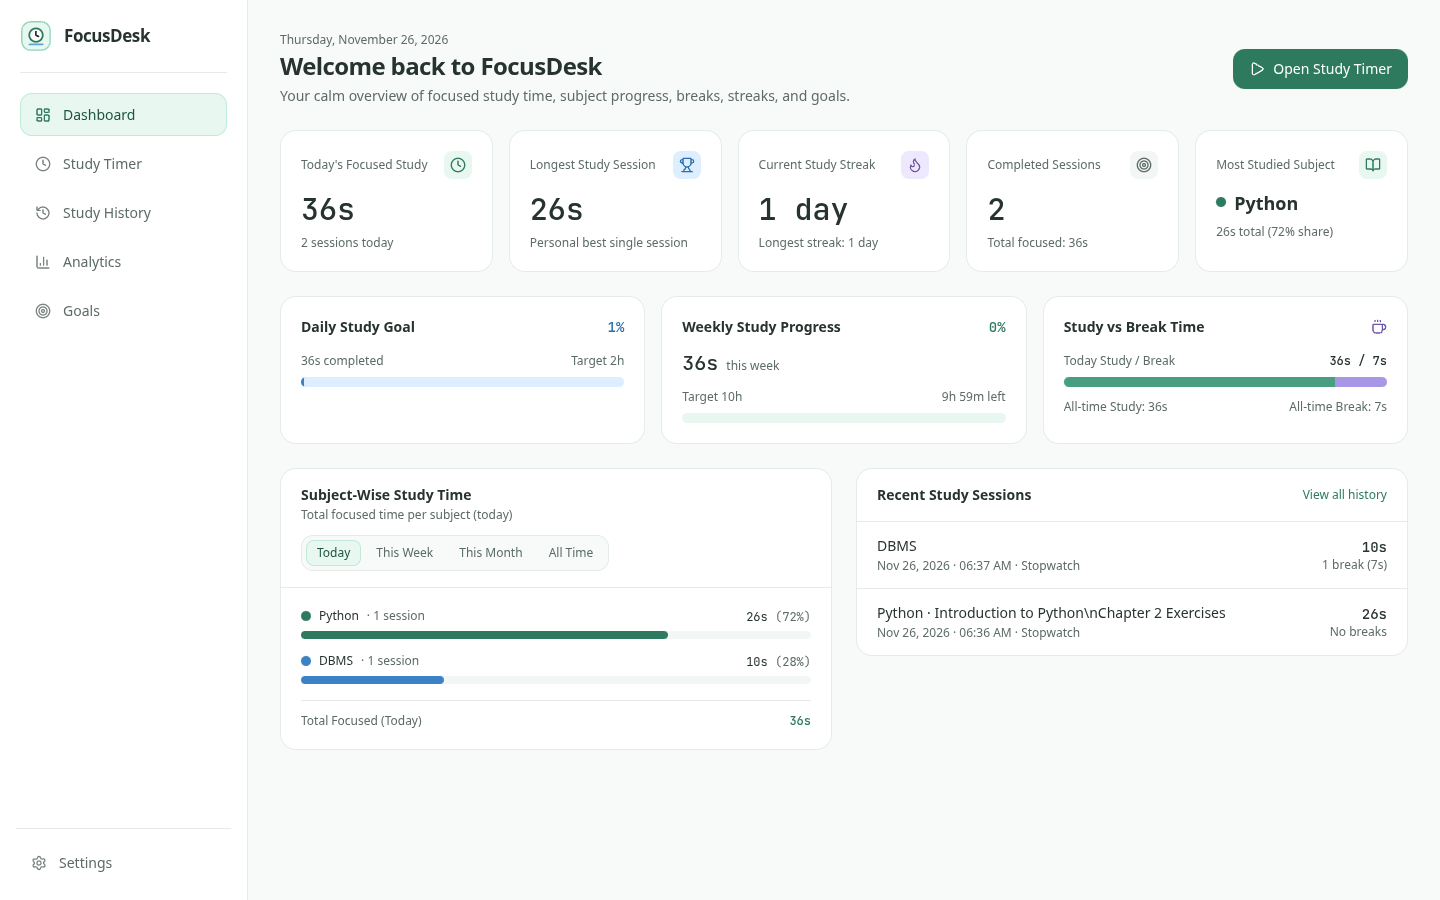 FocusDesk
Dashboard
Study Timer
Study History
Analytics
Goals
Settings
Thursday, November 26, 2026
Welcome back to FocusDesk
Your calm overview of focused study time, subject progress, breaks, streaks, and goals.
Open Study Timer
Today's Focused Study
36s
2 sessions today
Longest Study Session
26s
Personal best single session
Current Study Streak
1 day
Longest streak: 1 day
Completed Sessions
2
Total focused: 36s
Most Studied Subject
Python
26s total (72% share)
Daily Study Goal 1%
36s completed Target 2h
Weekly Study Progress 0%
36s this week
Target 10h 9h 59m left
Study vs Break Time
Today Study / Break 36s / 7s
All-time Study: 36s All-time Break: 7s
Subject-Wise Study Time
Total focused time per subject (today)
Today This Week This Month All Time
Python · 1 session 26s (72%)
DBMS · 1 session 10s (28%)
Total Focused (Today) 36s
Recent Study Sessions View all history
DBMS 10s
Nov 26, 2026 · 06:37 AM · Stopwatch 1 break (7s)
Python · Introduction to Python\nChapter 2 Exercises 26s
Nov 26, 2026 · 06:36 AM · Stopwatch No breaks